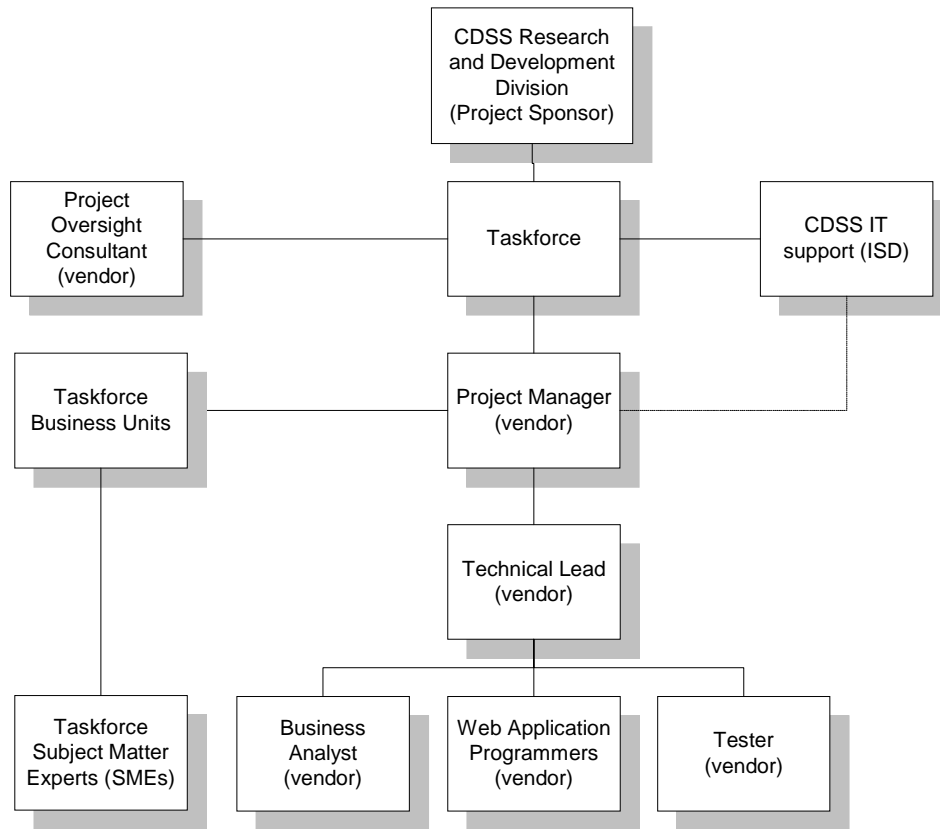 CDSS Research
and Development
Division
(Project Sponsor)
Project
Oversight
Consultant
(vendor)
Taskforce
CDSS IT
support (ISD)
Taskforce
Business Units
Project Manager
(vendor)
Technical Lead
(vendor)
Taskforce
Subject Matter
Experts (SMEs)
Business
Analyst
(vendor)
Web Application
Programmers
(vendor)
Tester
(vendor)